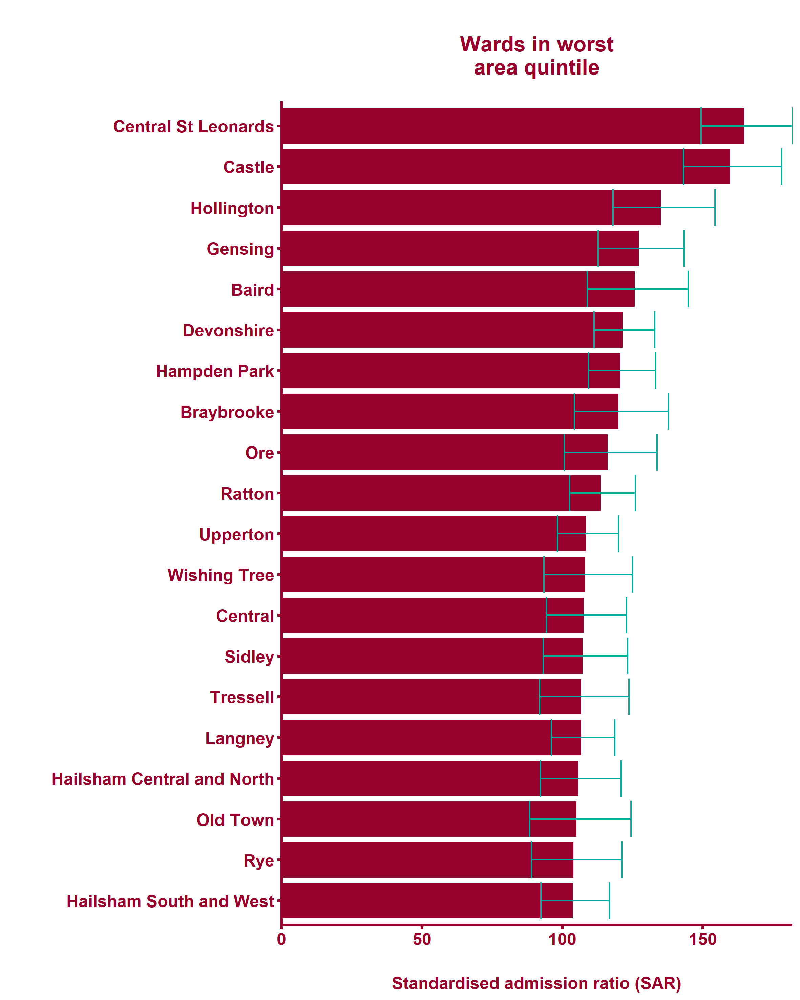 Wards in worst
area quintile
Central St Leonards
Castle
Hollington
Gensing
Baird
Devonshire
Hampden Park
Braybrooke
Ore
Ratton
Upperton
Wishing Tree
Central
Sidley
Tressell
Langney
Hailsham Central and North
Old Town
Rye
Hailsham South and West
0 50 100 150
Standardised admission ratio (SAR)